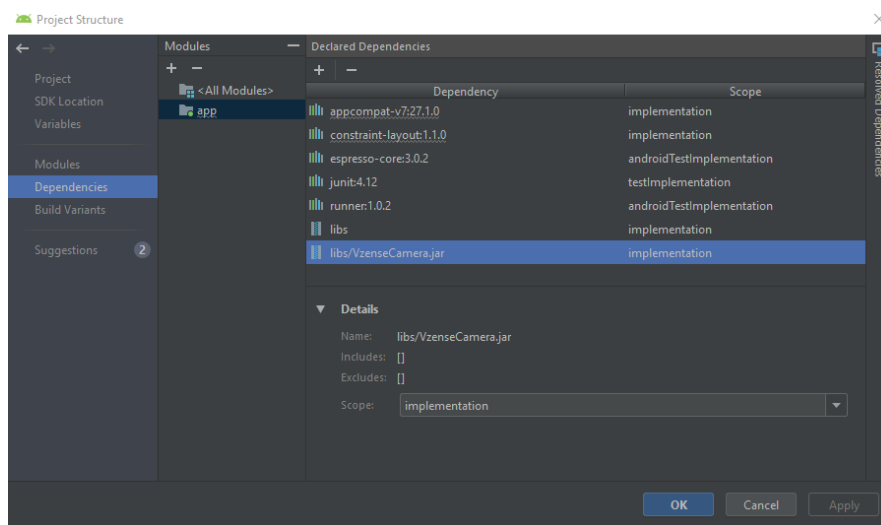 Project Structure
Project
SDK Location
Variables
Modules
Dependencies
Build Variants
Suggestions 2
Modules
<All Modules>
app
Declared Dependencies
Dependency Scope
appcompat-v7:27.1.0 implementation
constraint-layout:1.1.0 implementation
espresso-core:3.0.2 androidTestImplementation
junit:4.12 testImplementation
runner:1.0.2 androidTestImplementation
libs implementation
libs/VzenseCamera.jar implementation
Details
Name: libs/VzenseCamera.jar
Includes: []
Excludes: []
Scope: implementation
OK Cancel Apply
Resolved Dependencies